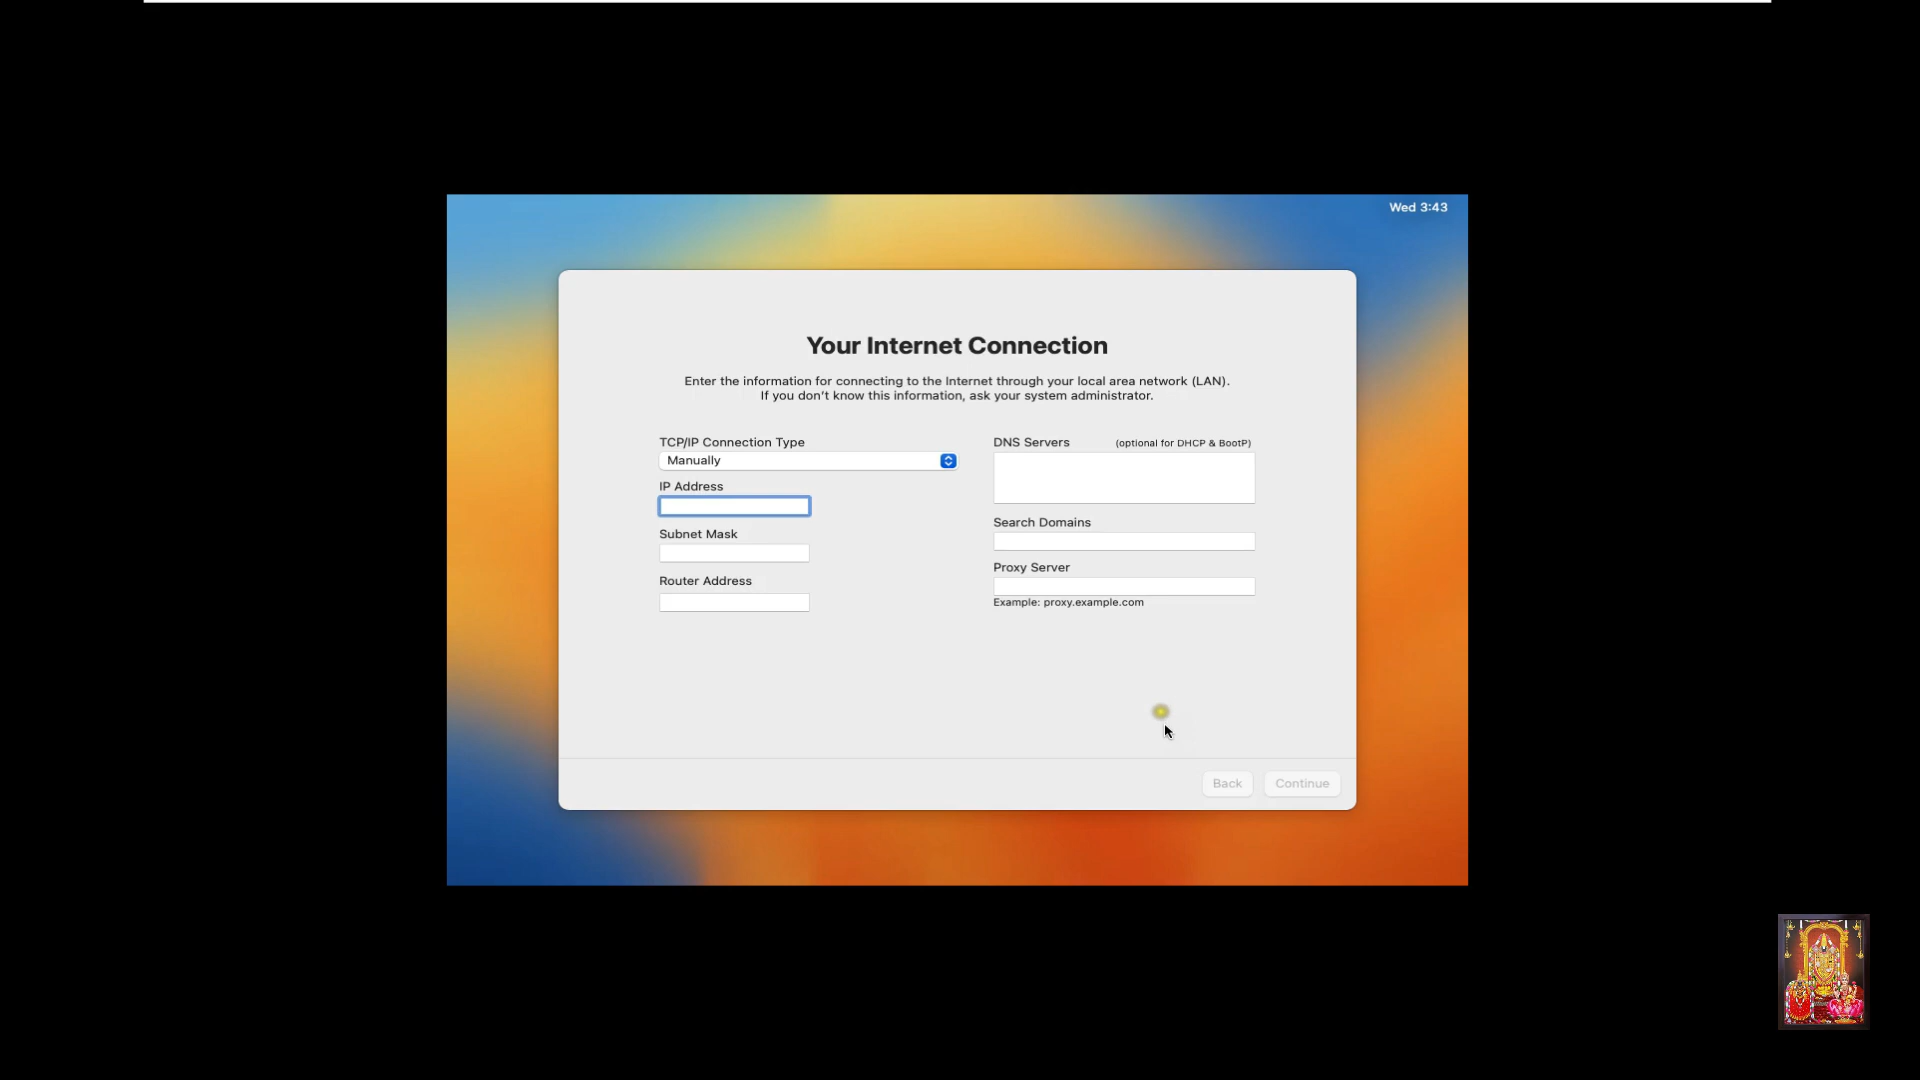 Wed 3:43
Your Internet Connection
Enter the information for connecting to the Internet through your local area network (LAN).
If you don't know this information, ask your system administrator.
TCP/IP Connection Type
Manually
IP Address
Subnet Mask
Router Address
DNS Servers (optional for DHCP & BootP)
Search Domains
Proxy Server
Example: proxy.example.com
Back Continue